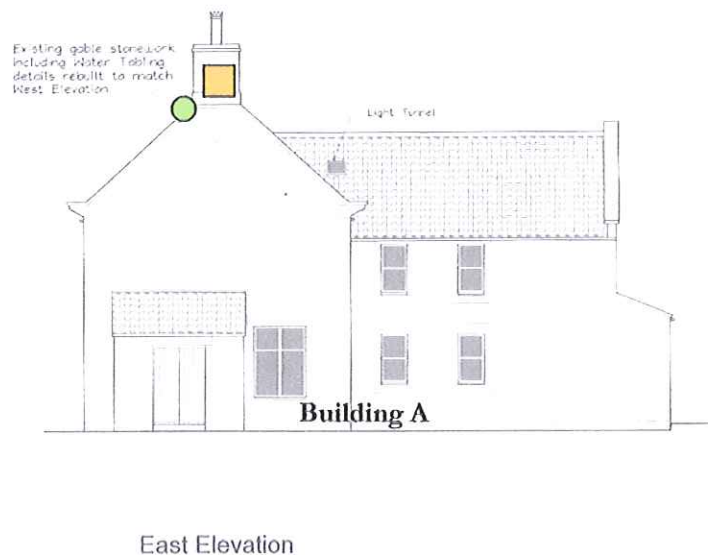 Existing gable stonework
including Water Tabling
details rebuilt to match
West Elevation
Light Tunnel
Building A
East Elevation